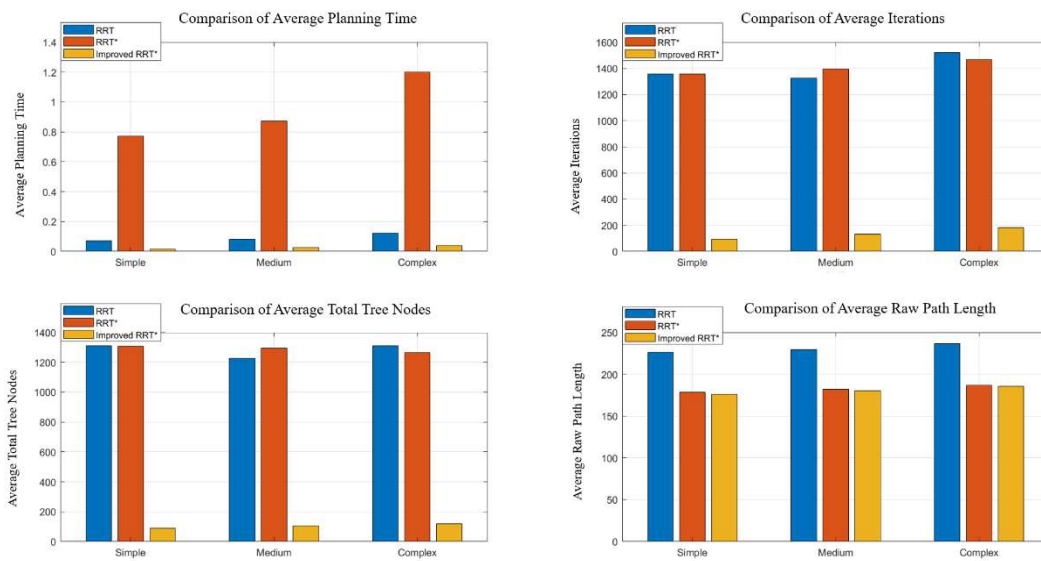 Comparison of Average Planning Time
RRT
RRT*
Improved RRT*
1.4
1.2
1
0.8
0.6
0.4
0.2
0
Average Planning Time
Simple
Medium
Complex
Comparison of Average Iterations
RRT
RRT*
Improved RRT*
1600
1400
1200
1000
800
600
400
200
0
Average Iterations
Simple
Medium
Complex
Comparison of Average Total Tree Nodes
RRT
RRT*
Improved RRT*
1400
1200
1000
800
600
400
200
0
Average Total Tree Nodes
Simple
Medium
Complex
Comparison of Average Raw Path Length
RRT
RRT*
Improved RRT*
250
200
150
100
50
0
Average Raw Path Length
Simple
Medium
Complex